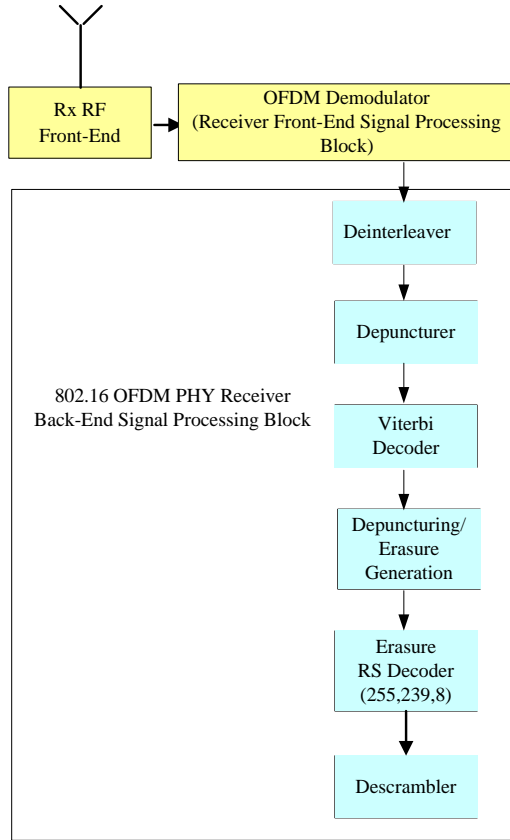 Rx RF
Front-End
OFDM Demodulator
(Receiver Front-End Signal Processing
Block)
Deinterleaver
Depuncturer
802.16 OFDM PHY Receiver
Back-End Signal Processing Block
Viterbi
Decoder
Depuncturing/
Erasure
Generation
Erasure
RS Decoder
(255,239,8)
Descrambler